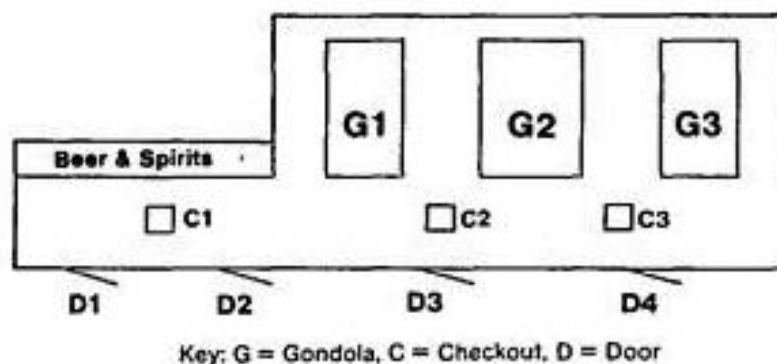 G1 G2 G3
Beer & Spirits
C1 C2 C3
D1 D2 D3 D4
Key: G = Gondola, C = Checkout, D = Door